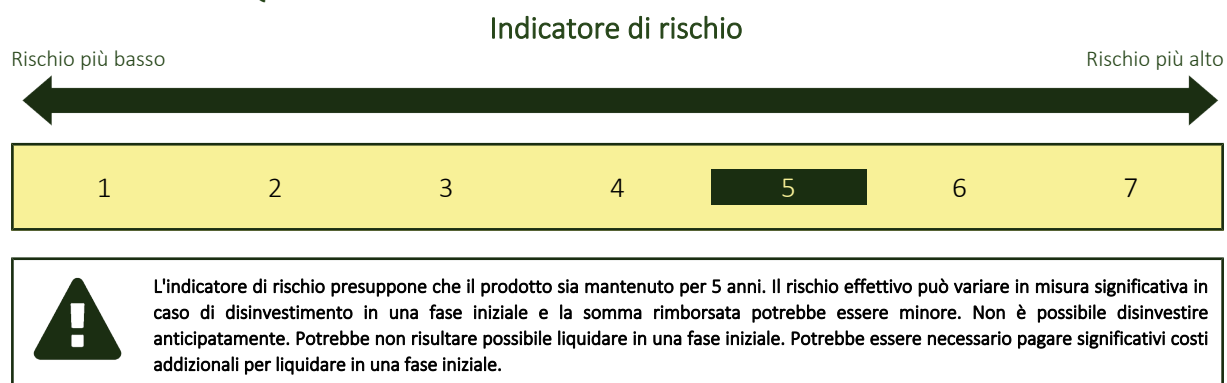 Indicatore di rischio
Rischio più basso Rischio più alto
1 2 3 4 5 6 7
L'indicatore di rischio presuppone che il prodotto sia mantenuto per 5 anni. Il rischio effettivo può variare in misura significativa in
caso di disinvestimento in una fase iniziale e la somma rimborsata potrebbe essere minore. Non è possibile disinvestire
anticipatamente. Potrebbe non risultare possibile liquidare in una fase iniziale. Potrebbe essere necessario pagare significativi costi
addizionali per liquidare in una fase iniziale.